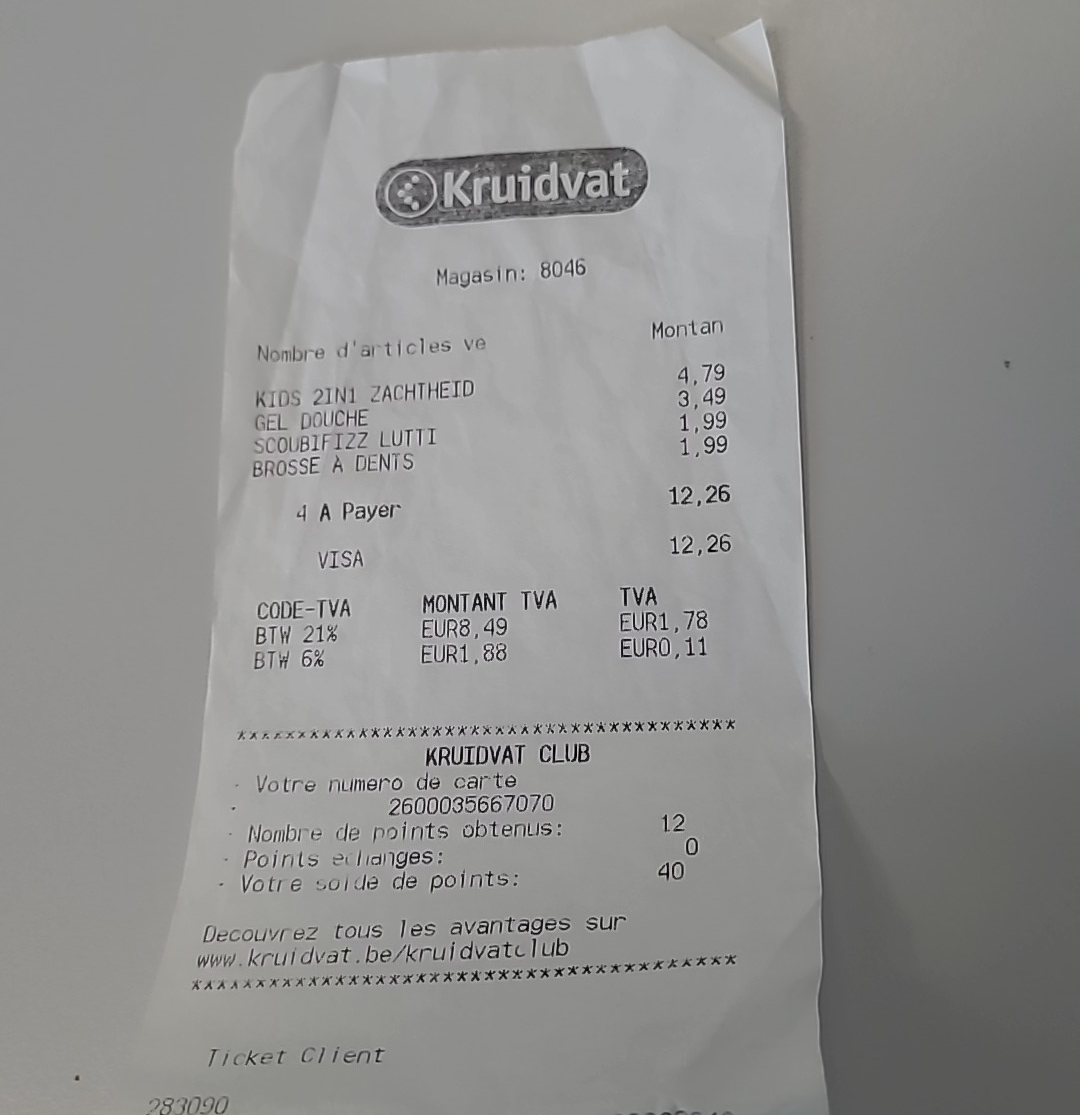 Kruidvat
Magasin: 8046
Nombre d'articles ve Montan
KIDS 2IN1 ZACHTHEID 4,79
GEL DOUCHE 3,49
SCOUBIFIZZ LUTTI 1,99
BROSSE À DENTS 1,99
4 A Payer 12,26
VISA 12,26
CODE-TVA MONTANT TVA TVA
BTW 21% EUR8,49 EUR1,78
BTW 6% EUR1,88 EUR0,11
****************************************
KRUIDVAT CLUB
- Votre numero de carte
- 2600035667070
- Nombre de points obtenus: 12
- Points echanges: 0
- Votre solde de points: 40
Decouvrez tous les avantages sur
www.kruidvat.be/kruidvatclub
****************************************
Ticket Client
283090